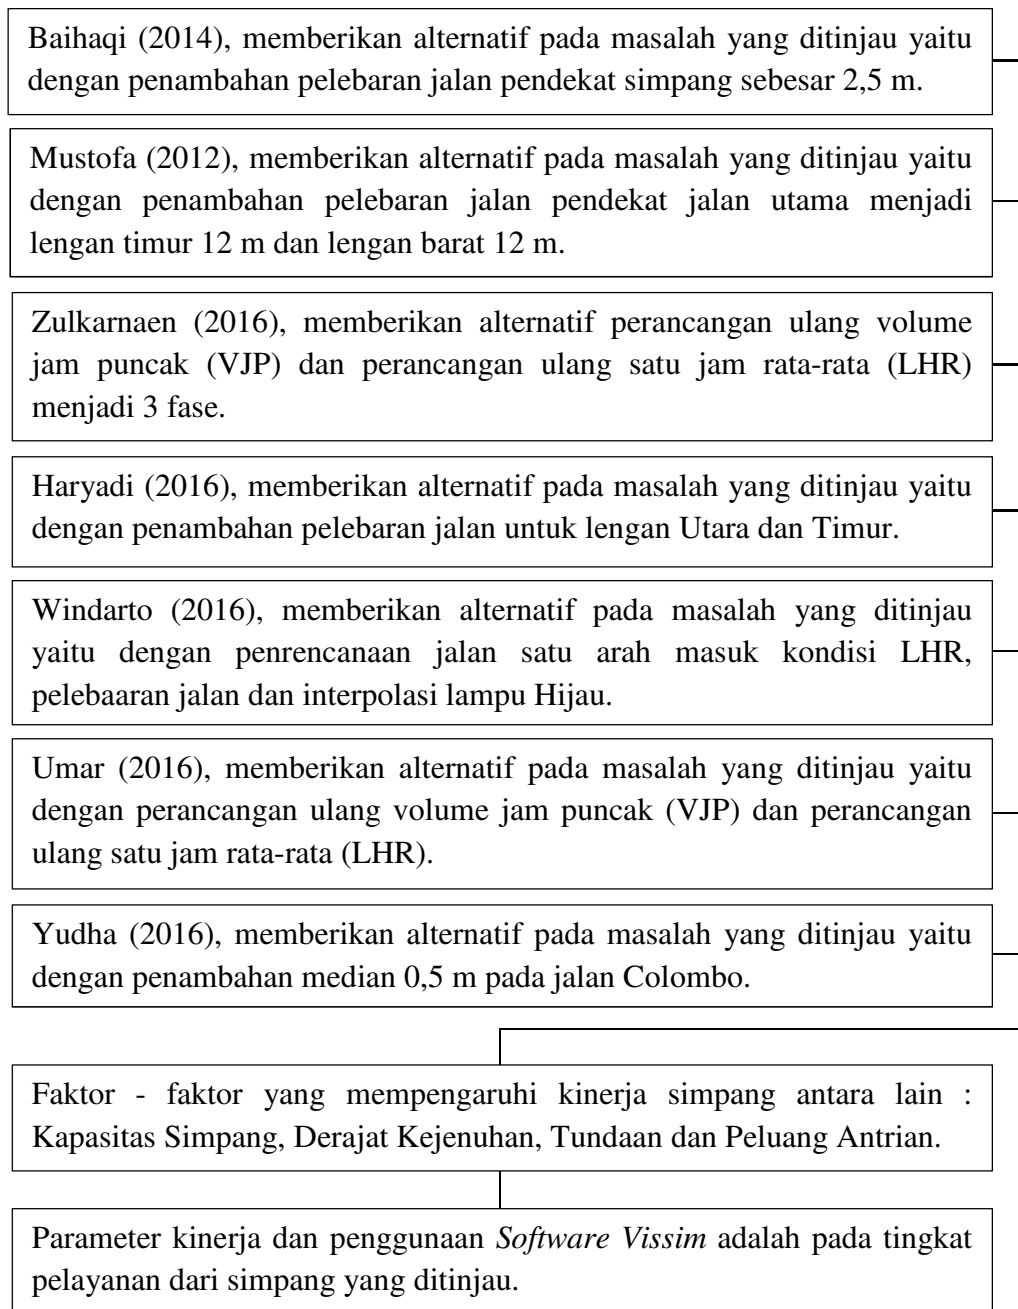 Baihaqi (2014), memberikan alternatif pada masalah yang ditinjau yaitu
dengan penambahan pelebaran jalan pendekat simpang sebesar 2,5 m.
Mustofa (2012), memberikan alternatif pada masalah yang ditinjau yaitu
dengan penambahan pelebaran jalan pendekat jalan utama menjadi
lengan timur 12 m dan lengan barat 12 m.
Zulkarnaen (2016), memberikan alternatif perancangan ulang volume
jam puncak (VJP) dan perancangan ulang satu jam rata-rata (LHR)
menjadi 3 fase.
Haryadi (2016), memberikan alternatif pada masalah yang ditinjau yaitu
dengan penambahan pelebaran jalan untuk lengan Utara dan Timur.
Windarto (2016), memberikan alternatif pada masalah yang ditinjau
yaitu dengan penrencanaan jalan satu arah masuk kondisi LHR,
pelebaaran jalan dan interpolasi lampu Hijau.
Umar (2016), memberikan alternatif pada masalah yang ditinjau yaitu
dengan perancangan ulang volume jam puncak (VJP) dan perancangan
ulang satu jam rata-rata (LHR).
Yudha (2016), memberikan alternatif pada masalah yang ditinjau yaitu
dengan penambahan median 0,5 m pada jalan Colombo.
Faktor - faktor yang mempengaruhi kinerja simpang antara lain :
Kapasitas Simpang, Derajat Kejenuhan, Tundaan dan Peluang Antrian.
Parameter kinerja dan penggunaan Software Vissim adalah pada tingkat
pelayanan dari simpang yang ditinjau.